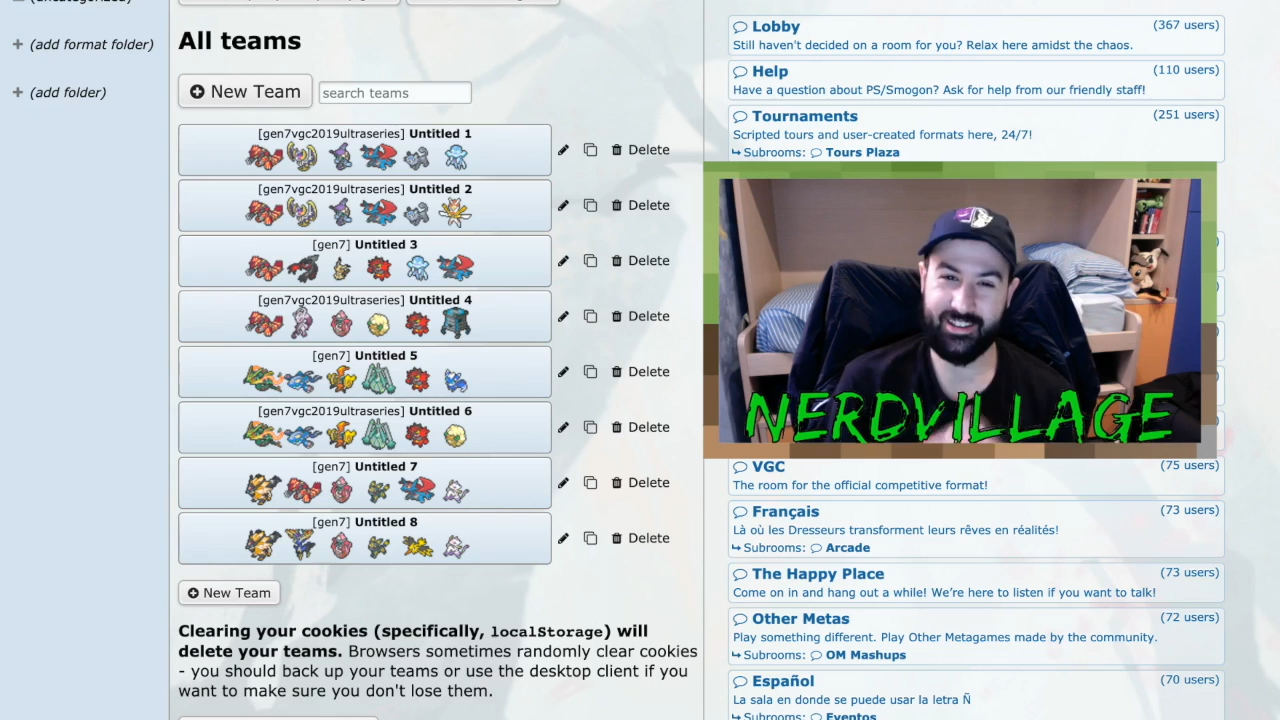 (add format folder)
(add folder)
All teams
New Team
search teams
[gen7vgc2019ultraseries] Untitled 1
Delete
[gen7vgc2019ultraseries] Untitled 2
Delete
[gen7] Untitled 3
Delete
[gen7vgc2019ultraseries] Untitled 4
Delete
[gen7] Untitled 5
Delete
[gen7vgc2019ultraseries] Untitled 6
Delete
[gen7] Untitled 7
Delete
[gen7] Untitled 8
Delete
New Team
Clearing your cookies (specifically, localStorage) will
delete your teams. Browsers sometimes randomly clear cookies
- you should back up your teams or use the desktop client if you
want to make sure you don't lose them.
Lobby (367 users)
Still haven't decided on a room for you? Relax here amidst the chaos.
Help (110 users)
Have a question about PS/Smogon? Ask for help from our friendly staff!
Tournaments (251 users)
Scripted tours and user-created formats here, 24/7!
Subrooms: Tours Plaza
NERDVILLAGE
VGC (75 users)
The room for the official competitive format!
Français (73 users)
Là où les Dresseurs transforment leurs rêves en réalités!
Subrooms: Arcade
The Happy Place (73 users)
Come on in and hang out a while! We're here to listen if you want to talk!
Other Metas (72 users)
Play something different. Play Other Metagames made by the community.
Subrooms: OM Mashups
Español (70 users)
La sala en donde se puede usar la letra Ñ
Subrooms: Eventos